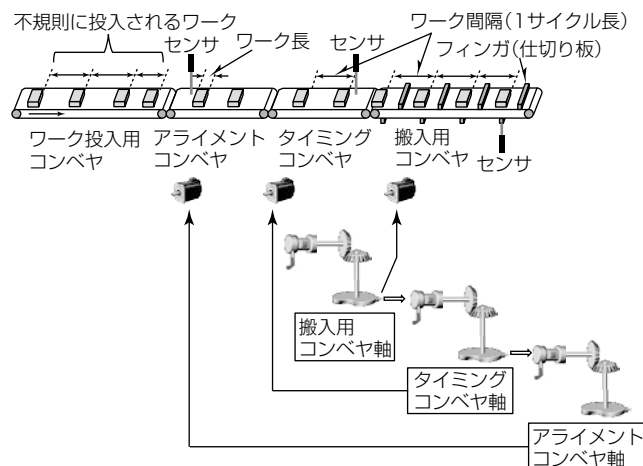 不規則に投入されるワーク
センサ
ワーク長
センサ
ワーク間隔(1サイクル長)
フィンガ(仕切り板)
ワーク投入用
コンベヤ
アライメント
コンベヤ
タイミング
コンベヤ
搬入用
コンベヤ
センサ
搬入用
コンベヤ軸
タイミング
コンベヤ軸
アライメント
コンベヤ軸